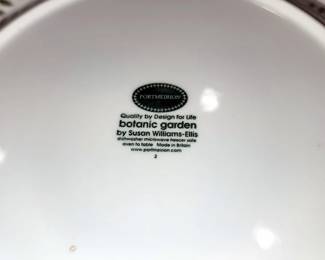 PORTMEIRION
Quality by Design for Life
botanic garden
by Susan Williams-Ellis
dishwasher microwave freezer safe
oven to table Made in Britain
www.portmeirion.com
2